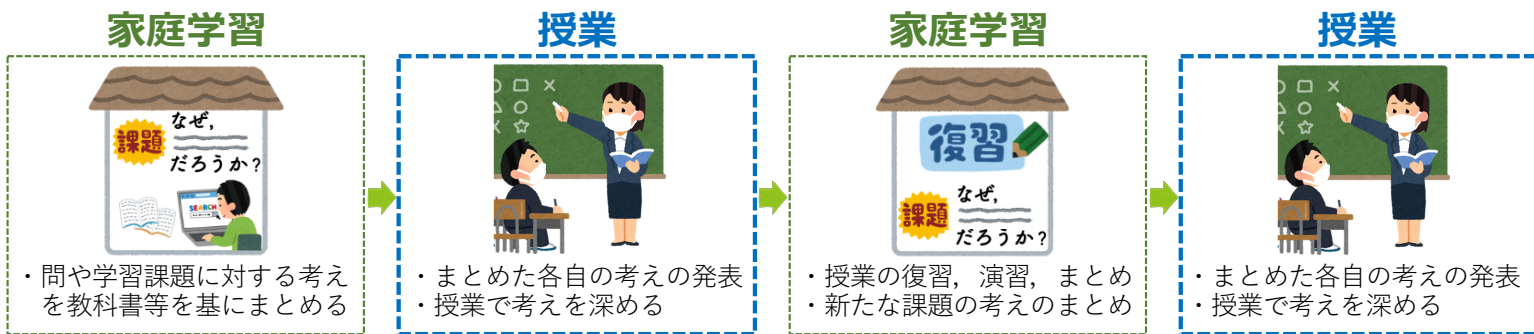 家庭学習
課題
なぜ,
だろうか?
SEARCH
・問や学習課題に対する考え
を教科書等を基にまとめる
授業
・まとめた各自の考えの発表
・授業で考えを深める
家庭学習
復習
課題
なぜ,
だろうか?
・授業の復習，演習，まとめ
・新たな課題の考えのまとめ
授業
・まとめた各自の考えの発表
・授業で考えを深める